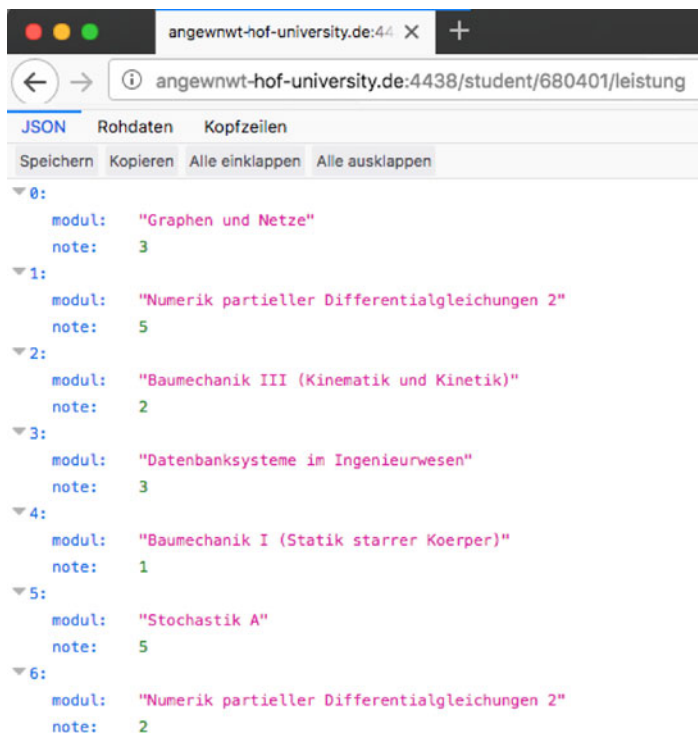 angewnwt-hof-university.de:44
angewnwt-hof-university.de:4438/student/680401/leistung
JSON Rohdaten Kopfzeilen
Speichern Kopieren Alle einklappen Alle ausklappen
0:
modul: "Graphen und Netze"
note: 3
1:
modul: "Numerik partieller Differentialgleichungen 2"
note: 5
2:
modul: "Baumechanik III (Kinematik und Kinetik)"
note: 2
3:
modul: "Datenbanksysteme im Ingenieurwesen"
note: 3
4:
modul: "Baumechanik I (Statik starrer Koerper)"
note: 1
5:
modul: "Stochastik A"
note: 5
6:
modul: "Numerik partieller Differentialgleichungen 2"
note: 2